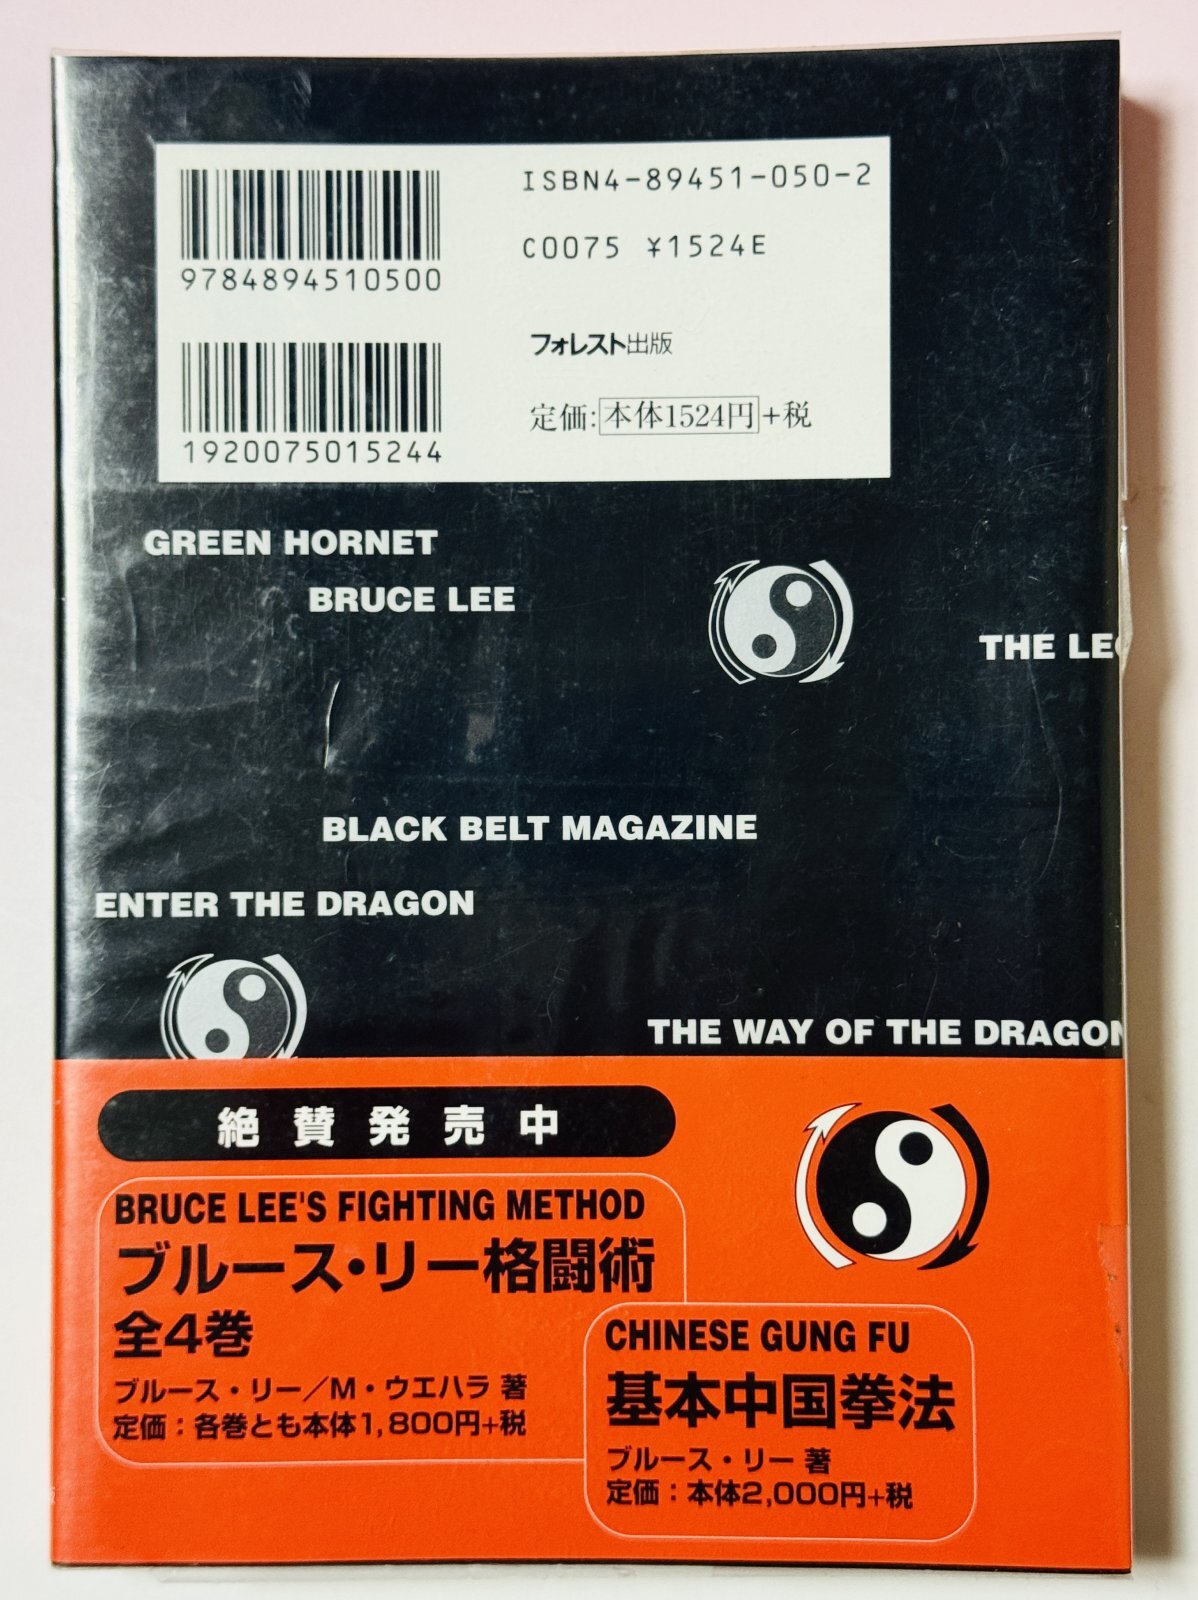 ISBN4-89451-050-2
C0075 ¥1524E
9784894510500
フォレスト出版
定価:本体1524円+税
1920075015244
GREEN HORNET
BRUCE LEE
THE LEG
BLACK BELT MAGAZINE
ENTER THE DRAGON
THE WAY OF THE DRAGON
絶賛発売中
BRUCE LEE'S FIGHTING METHOD
ブルース・リー格闘術
全4巻
ブルース・リー／M・ウエハラ 著
定価：各巻とも本体1,800円+税
CHINESE GUNG FU
基本中国拳法
ブルース・リー 著
定価：本体2,000円+税